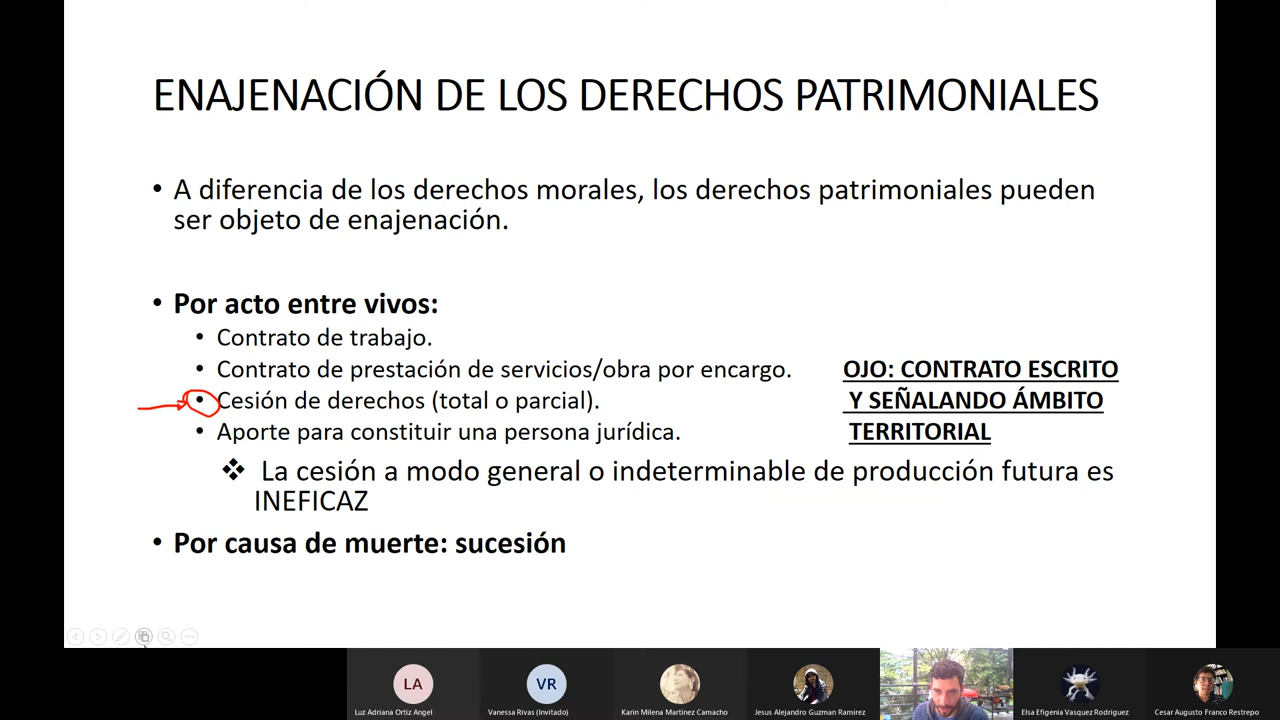 ENAJENACIÓN DE LOS DERECHOS PATRIMONIALES
• A diferencia de los derechos morales, los derechos patrimoniales pueden
ser objeto de enajenación.
• Por acto entre vivos:
• Contrato de trabajo.
• Contrato de prestación de servicios/obra por encargo.
• Cesión de derechos (total o parcial).
• Aporte para constituir una persona jurídica.
OJO: CONTRATO ESCRITO
Y SEÑALANDO ÁMBITO
TERRITORIAL
❖ La cesión a modo general o indeterminable de producción futura es
INEFICAZ
• Por causa de muerte: sucesión
LA
VR
Luz Adriana Ortiz Angel
Vanessa Rivas (Invitado)
Karin Milena Martinez Camacho
Jesus Alejandro Guzman Ramirez
Elsa Efigenia Vasquez Rodriguez
Cesar Augusto Franco Restrepo